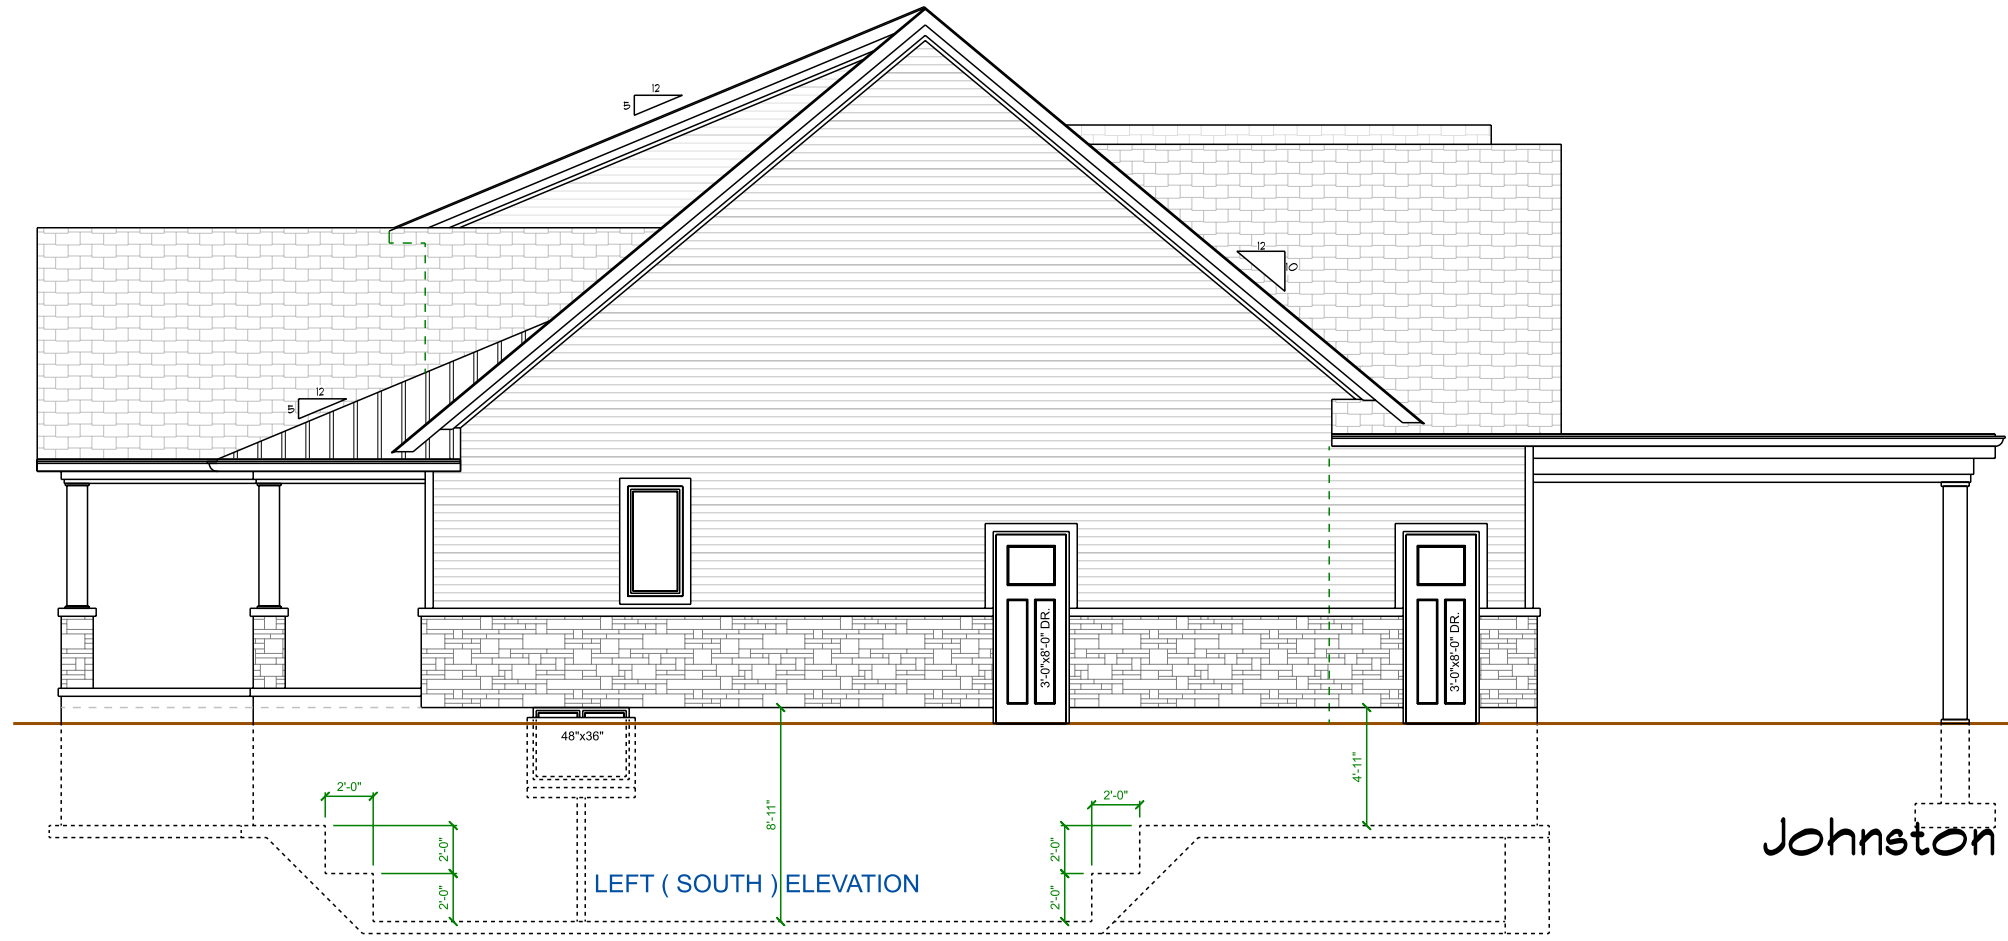 12
5
12
10
12
5
3'-0"x8'-0" DR.
3'-0"x8'-0" DR.
48"x36"
2'-0"
2'-0"
4'-11"
8'-11"
2'-0"
2'-0"
2'-0"
2'-0"
LEFT ( SOUTH ) ELEVATION
Johnston